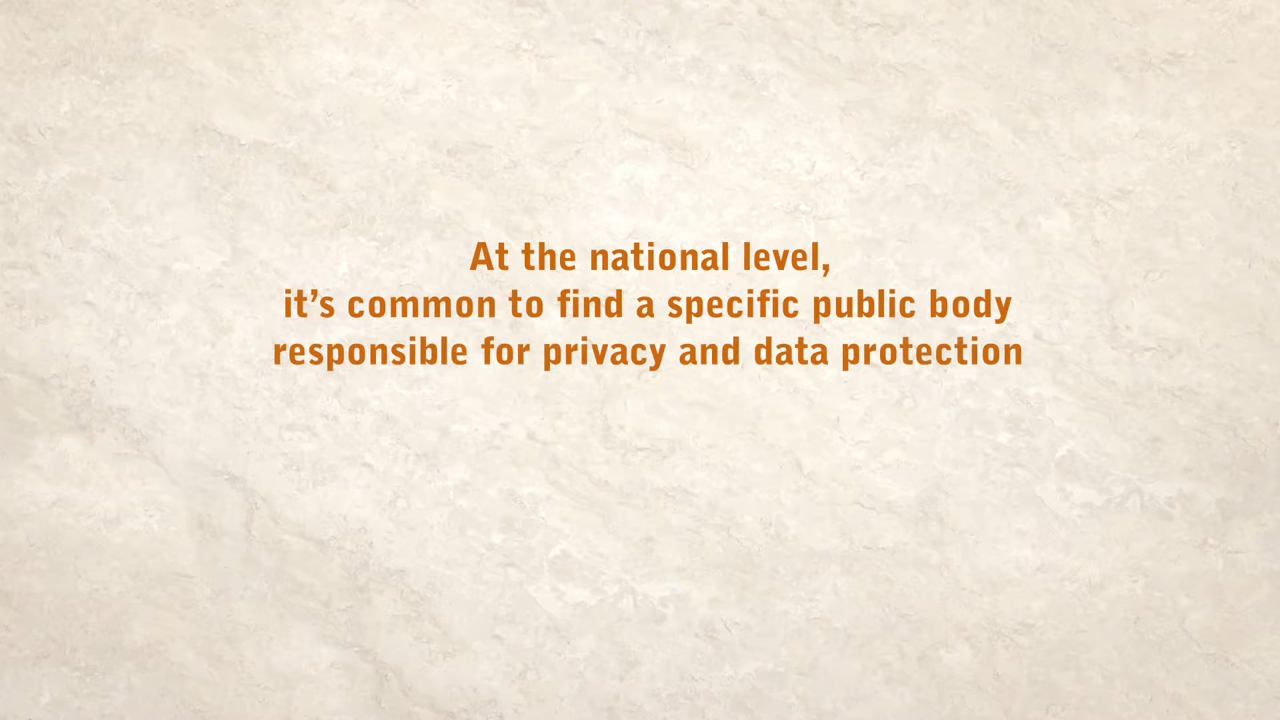 At the national level,
it’s common to find a specific public body
responsible for privacy and data protection